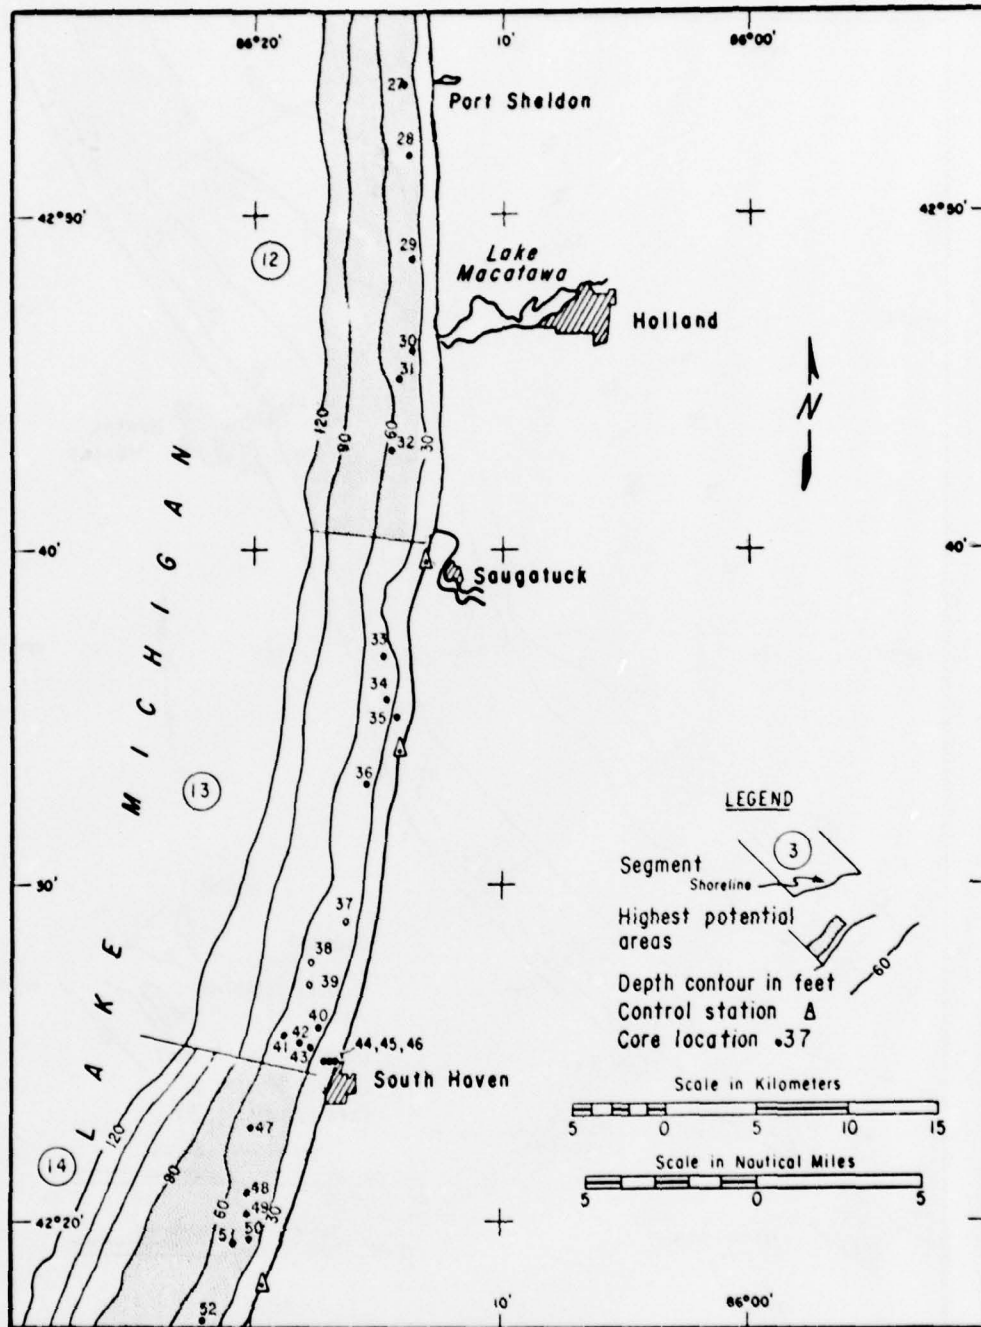 86°20'
10'
86°00'
27
Port Sheldon
28
42°50'
42°50'
29
12
Lake
Macatawa
Holland
30
31
120
90
60
32
30
N
40'
40'
Saugatuck
33
34
35
36
13
LAKE MICHIGAN
LEGEND
Segment
3
Shoreline
Highest potential
areas
60
Depth contour in feet
Control station
Core location 37
30'
37
38
39
40
42
41
43
44,45,46
South Haven
Scale in Kilometers
5 0 5 10 15
Scale in Nautical Miles
5 0 5
47
120
14
80
48
60
49
30
50
51
42°20'
52
10'
86°00'